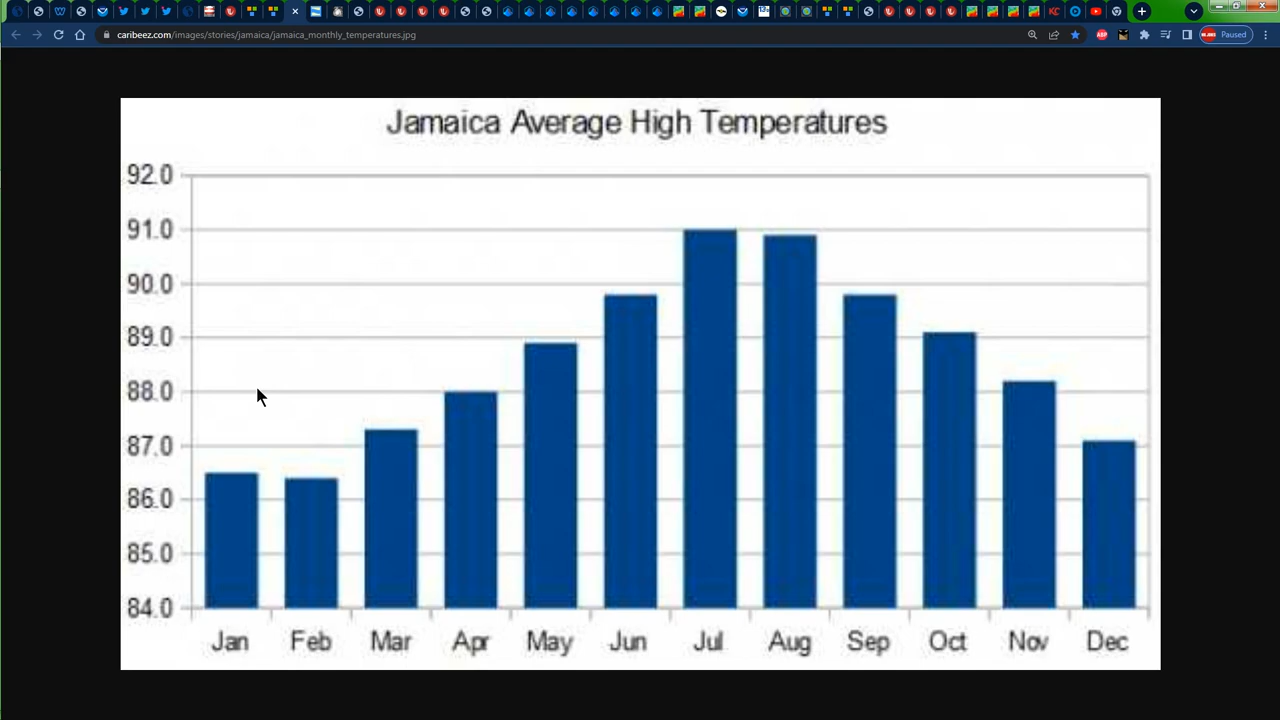 caribeez.com/images/stories/jamaica/jamaica_monthly_temperatures.jpg
Paused
Jamaica Average High Temperatures
92.0
91.0
90.0
89.0
88.0
87.0
86.0
85.0
84.0
Jan Feb Mar Apr May Jun Jul Aug Sep Oct Nov Dec